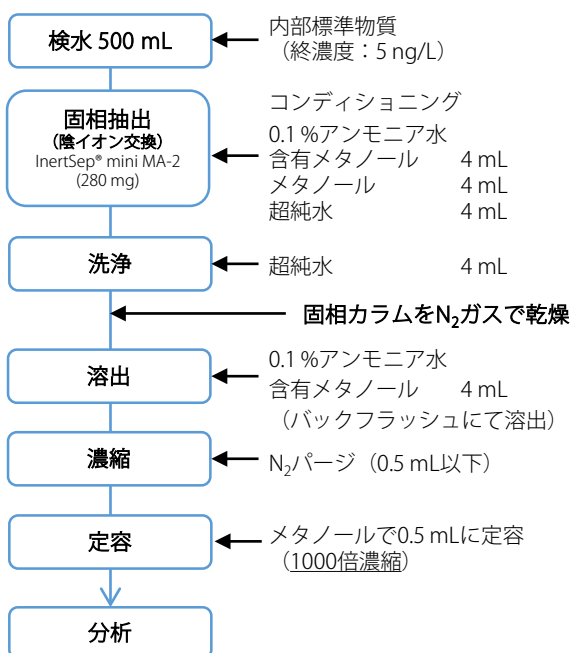 検水 500 mL
内部標準物質
（終濃度：5 ng/L）
固相抽出
(陰イオン交換)
InertSep® mini MA-2
(280 mg)
コンディショニング
0.1 %アンモニア水
含有メタノール 4 mL
メタノール 4 mL
超純水 4 mL
洗浄
超純水 4 mL
固相カラムをN₂ガスで乾燥
溶出
0.1 %アンモニア水
含有メタノール 4 mL
（バックフラッシュにて溶出）
濃縮
N₂パージ（0.5 mL以下）
定容
メタノールで0.5 mLに定容
（1000倍濃縮）
分析